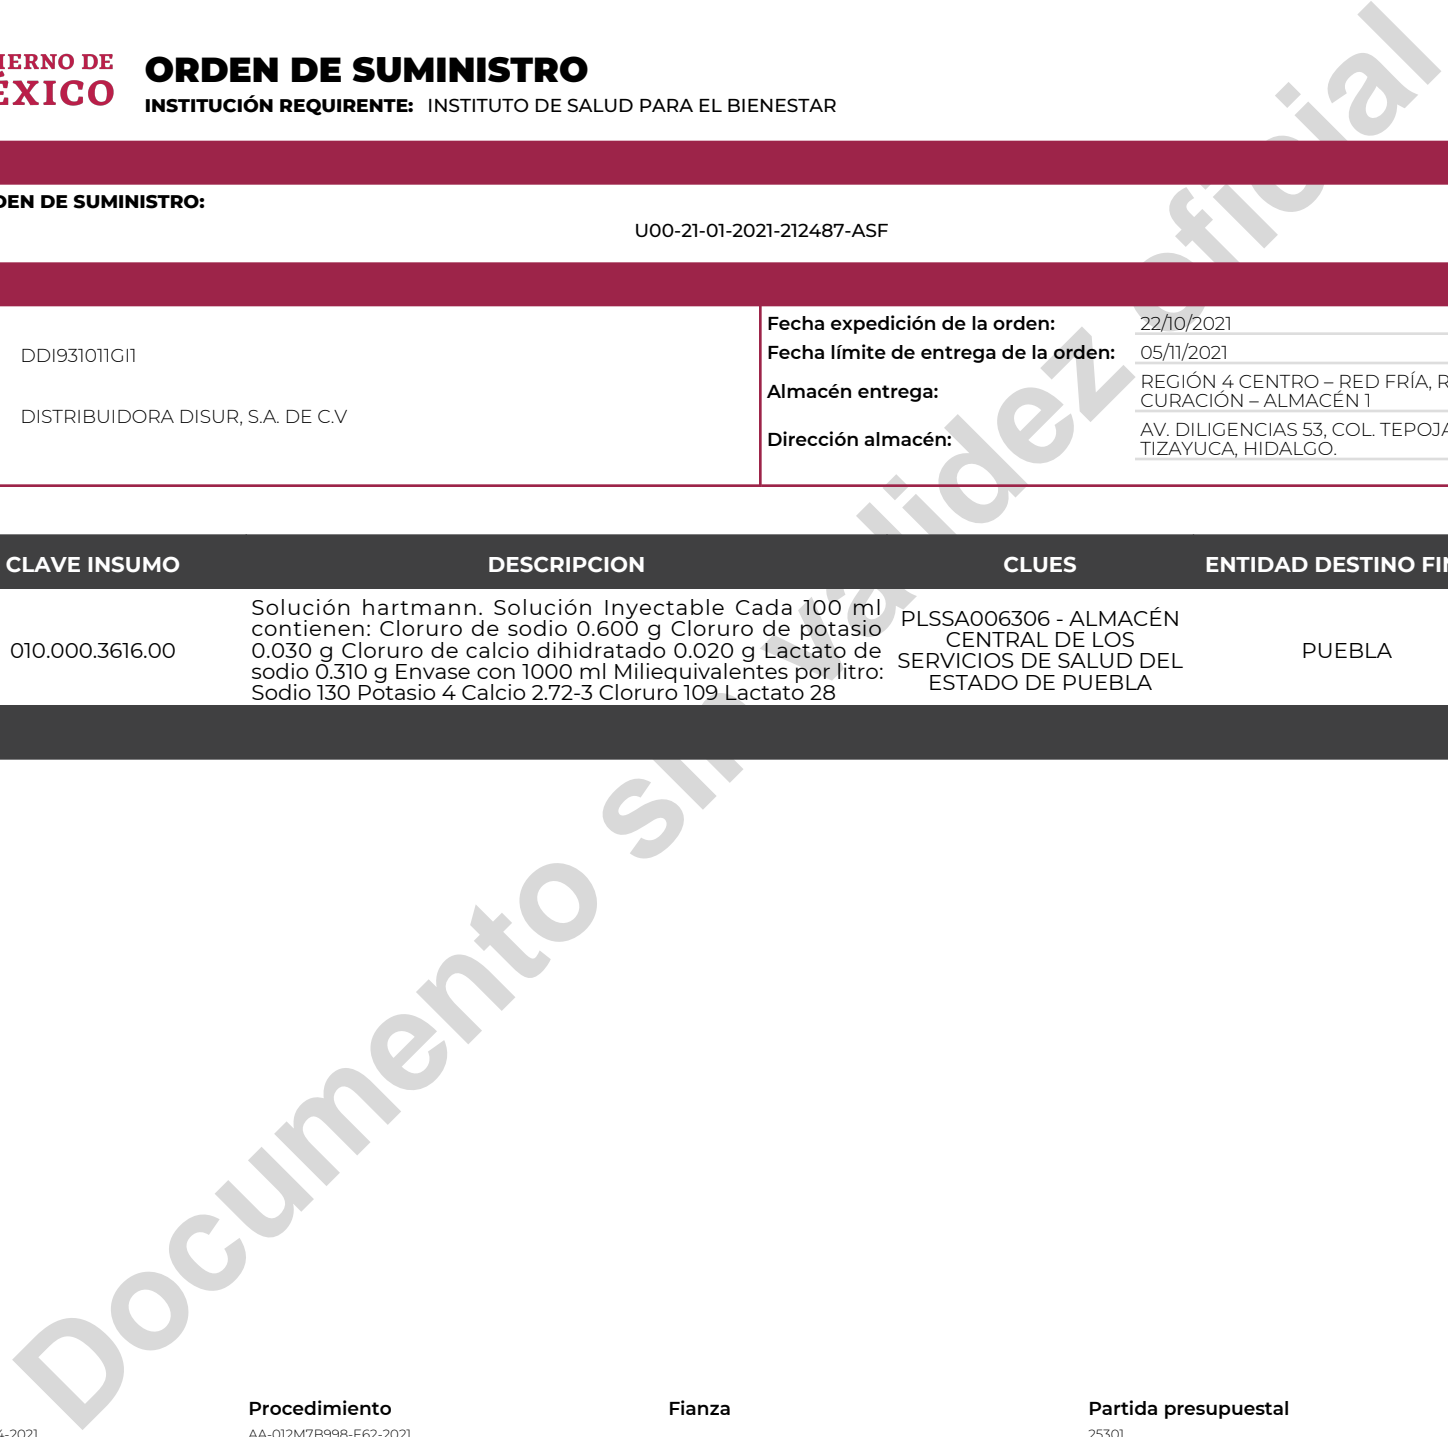 ORDEN DE SUMINISTRO
ÉXICO
INSTITUCIÓN REQUIRENTE: INSTITUTO DE SALUD PARA EL BIENESTAR
DE SUMINISTRO:
U00-21-01-2021-212487-ASF
DDI931011GI1
DISTRIBUIDORA DISUR, S.A. DE C.V
Fecha expedición de la orden: 22/10/2021
Fecha límite de entrega de la orden: 05/11/2021
Almacén entrega: REGIÓN 4 CENTRO – RED FRÍA,
CURACIÓN – ALMACÉN 1
Dirección almacén: AV. DILIGENCIAS 53, COL.
TIZAYUCA, HIDALGO.
CLAVE INSUMO DESCRIPCION CLUES ENTIDAD DESTINO
010.000.3616.00
Solución hartmann. Solución Inyectable Cada 100 ml
contienen: Cloruro de sodio 0.600 g Cloruro de potasio
0.030 g Cloruro de calcio dihidratado 0.020 g Lactato de
sodio 0.310 g Envase con 1000 ml Miliequivalentes por litro:
Sodio 130 Potasio 4 Calcio 2.72-3 Cloruro 109 Lactato 28
PLSSA006306 - ALMACÉN
CENTRAL DE LOS
SERVICIOS DE SALUD DEL
ESTADO DE PUEBLA
PUEBLA
Documento sin validez oficial
Procedimiento Fianza Partida presupuestal
-2021 AA-012M7B998-E62-2021 25301